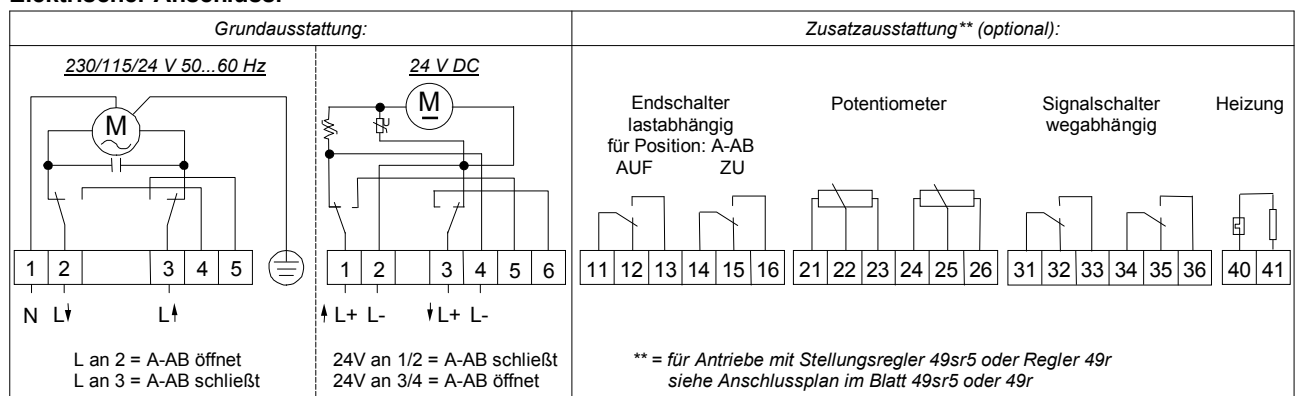 Elektrischer Anschluss:
Grundausstattung:
Zusatzausstattung** (optional):
230/115/24 V 50...60 Hz
24 V DC
M
M
Endschalter
lastabhängig
für Position: A-AB
AUF ZU
Potentiometer
Signalschalter
wegabhängig
Heizung
1 2 3 4 5
1 2 3 4 5 6
11 12 13 14 15 16
21 22 23 24 25 26
31 32 33 34 35 36
40 41
N L↓ L↑
↑L+ L- ↓L+ L-
L an 2 = A-AB öffnet
L an 3 = A-AB schließt
24V an 1/2 = A-AB schließt
24V an 3/4 = A-AB öffnet
** = für Antriebe mit Stellungsregler 49sr5 oder Regler 49r
siehe Anschlussplan im Blatt 49sr5 oder 49r